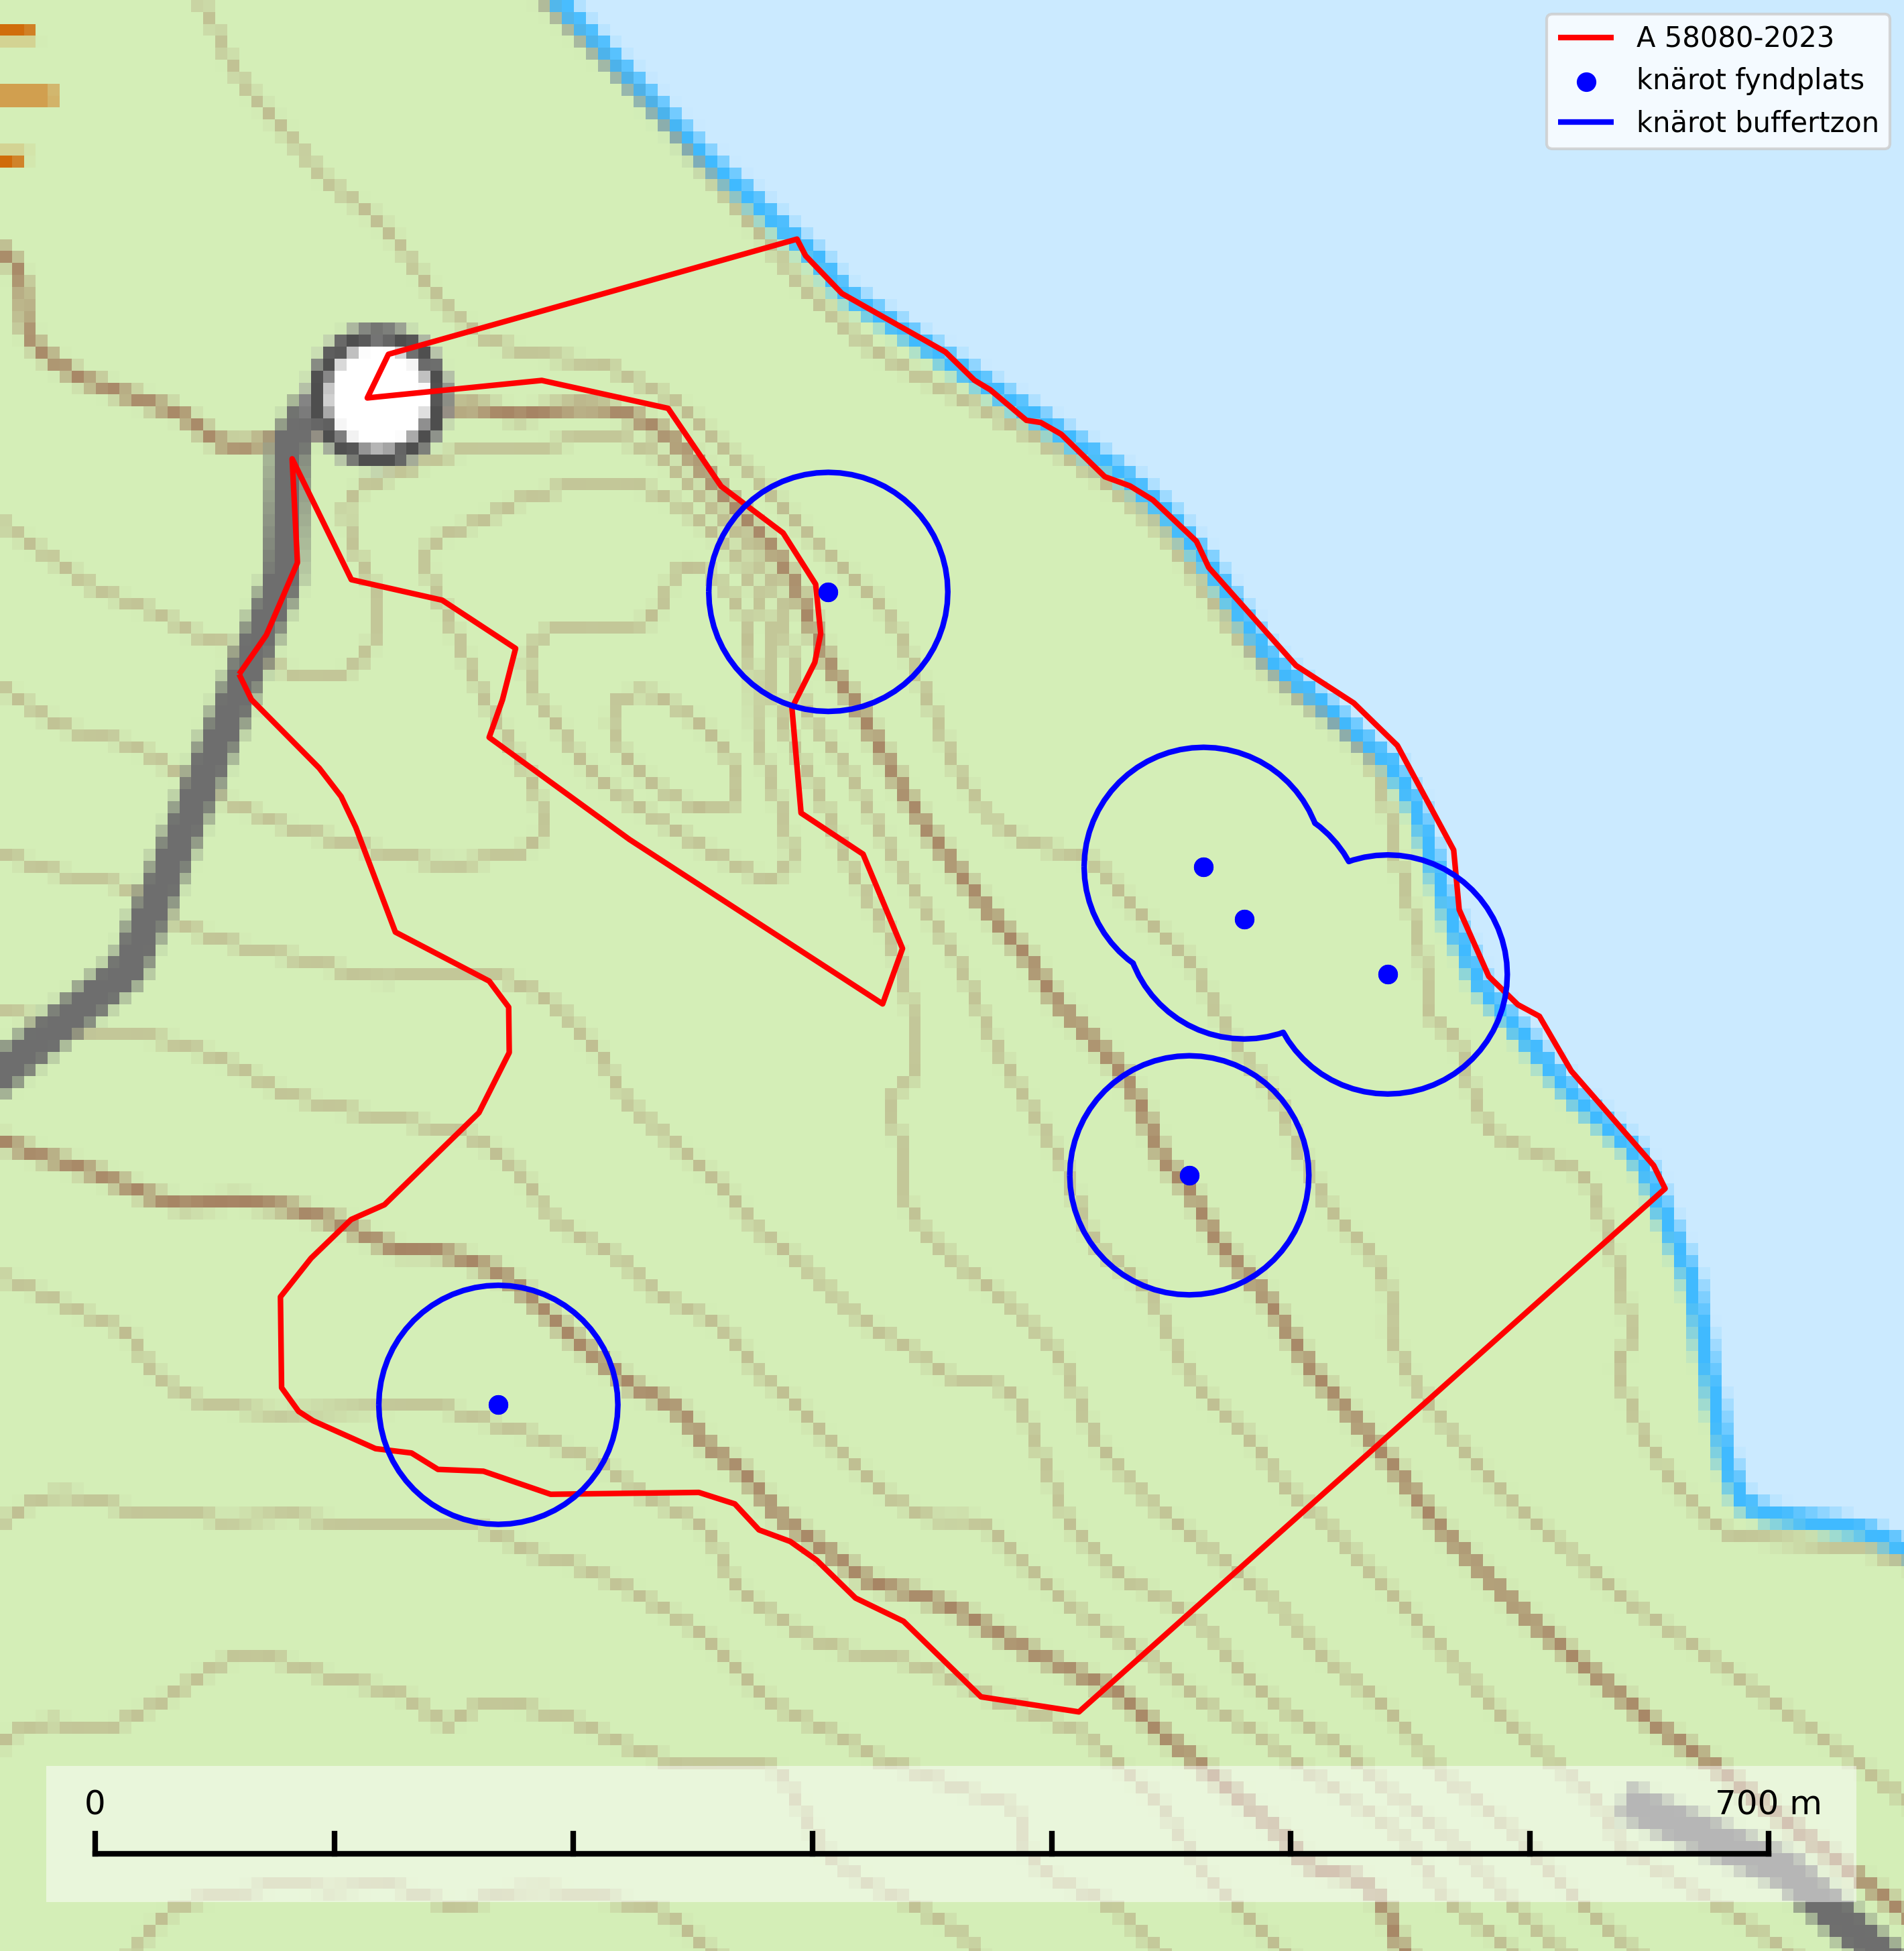 A 58080-2023
knärot fyndplats
knärot buffertzon
0
700 m